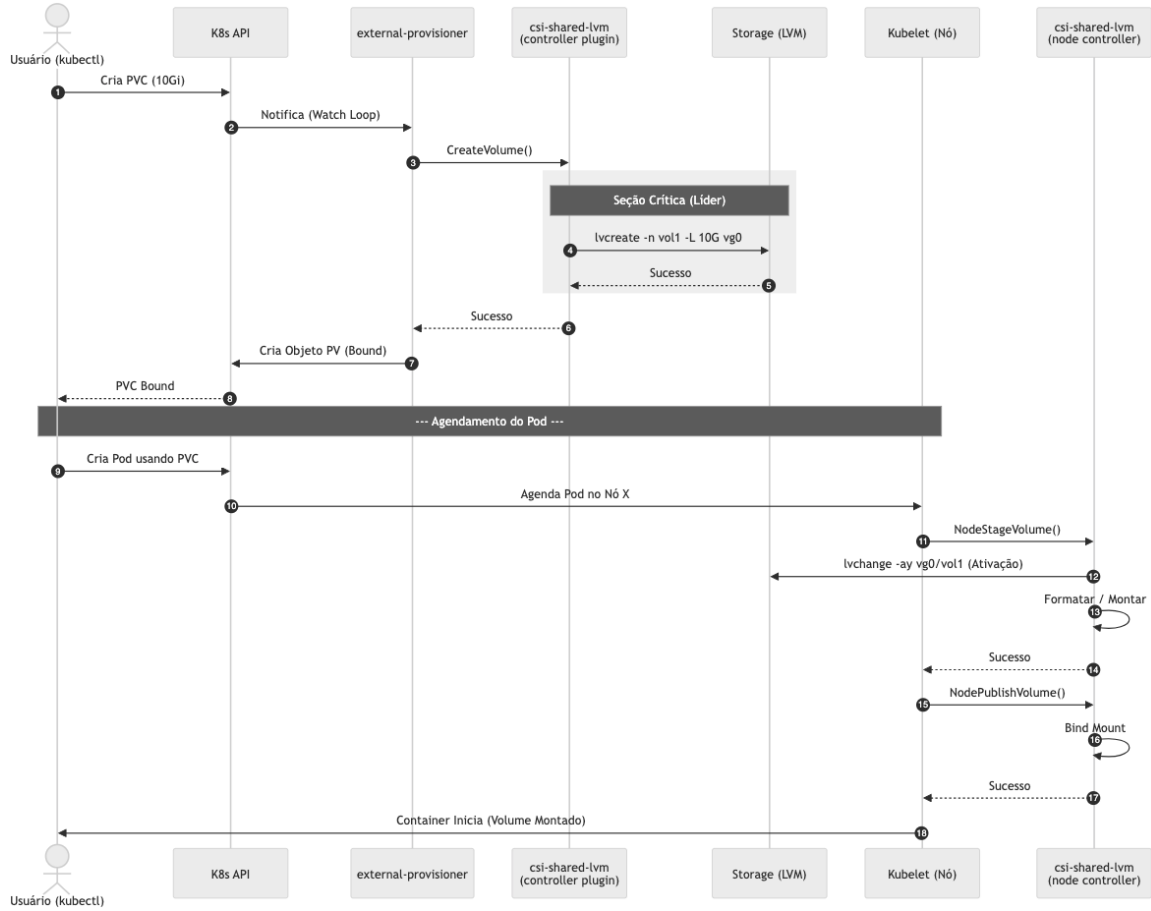 Usuário (kubectl)
K8s API
external-provisioner
csi-shared-lvm
(controller plugin)
Storage (LVM)
Kubelet (Nó)
csi-shared-lvm
(node controller)
Cria PVC (10Gi)
1
Notifica (Watch Loop)
2
CreateVolume()
3
Seção Crítica (Líder)
lvcreate -n vol1 -L 10G vg0
4
Sucesso
5
Sucesso
6
Cria Objeto PV (Bound)
7
PVC Bound
8
--- Agendamento do Pod ---
Cria Pod usando PVC
9
Agenda Pod no Nó X
10
NodeStageVolume()
11
lvchange -ay vg0/vol1 (Ativação)
12
Formatar / Montar
13
Sucesso
14
NodePublishVolume()
15
Bind Mount
16
Sucesso
17
Container Inicia (Volume Montado)
18
Usuário (kubectl)
K8s API
external-provisioner
csi-shared-lvm
(controller plugin)
Storage (LVM)
Kubelet (Nó)
csi-shared-lvm
(node controller)